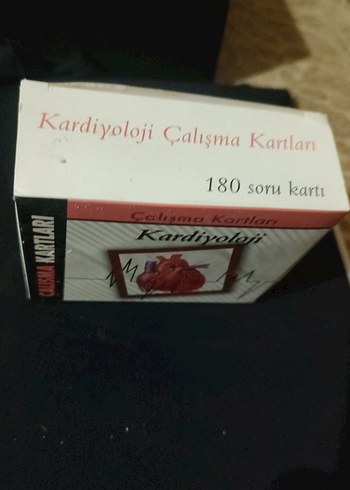 Kardiyoloji Çalışma Kartları
180 soru kartı
Çalışma Kartları
Kardiyoloji
ÇALIŞMA KARTLARI